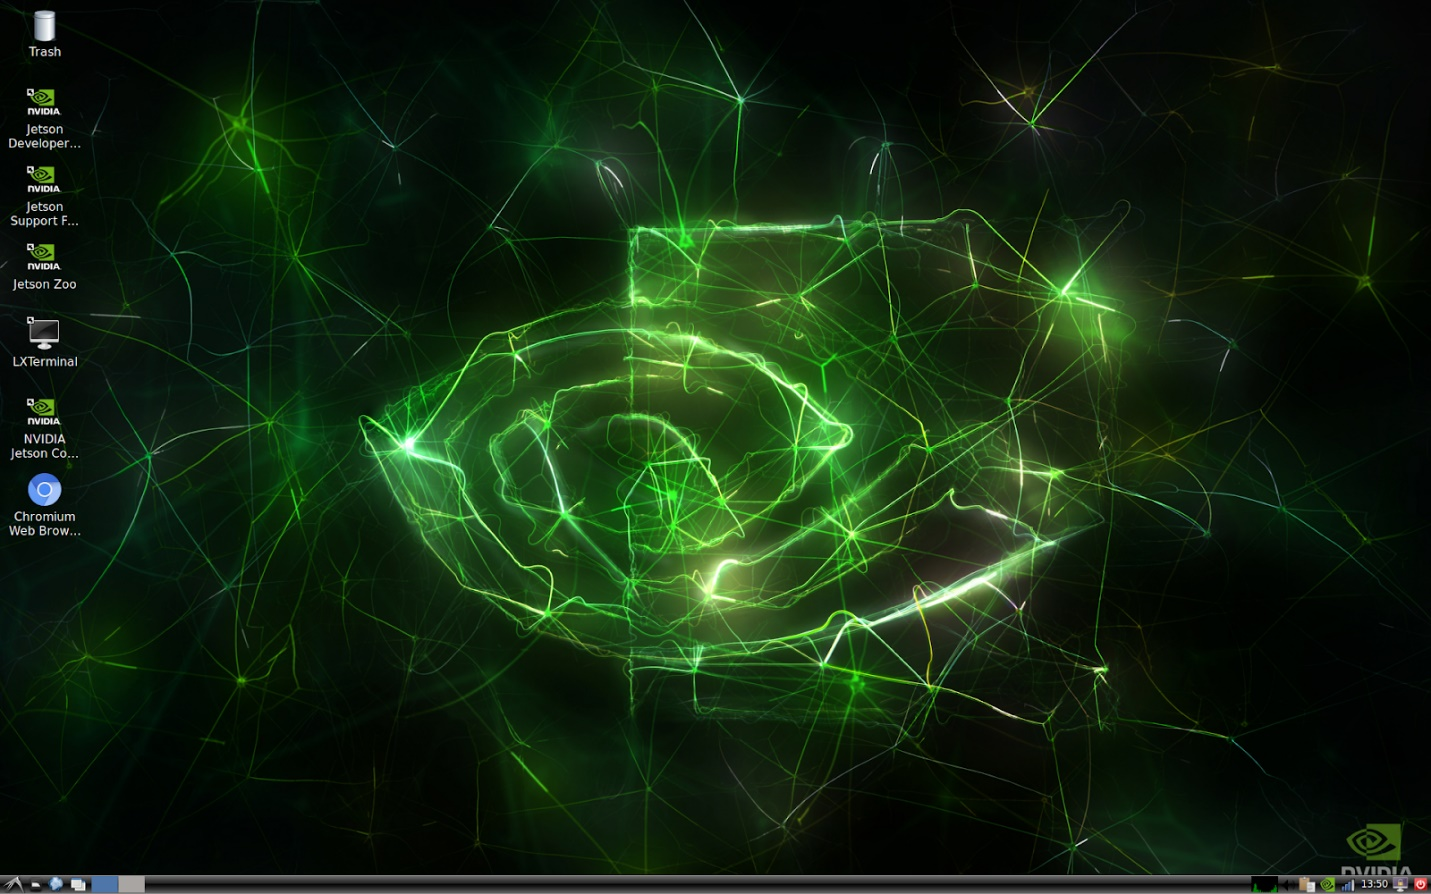 Trash
NVIDIA
Jetson
Developer...
NVIDIA
Jetson
Support F...
NVIDIA
Jetson Zoo
LXTerminal
NVIDIA
NVIDIA
Jetson Co...
Chromium
Web Brow...
NVIDIA
13:50